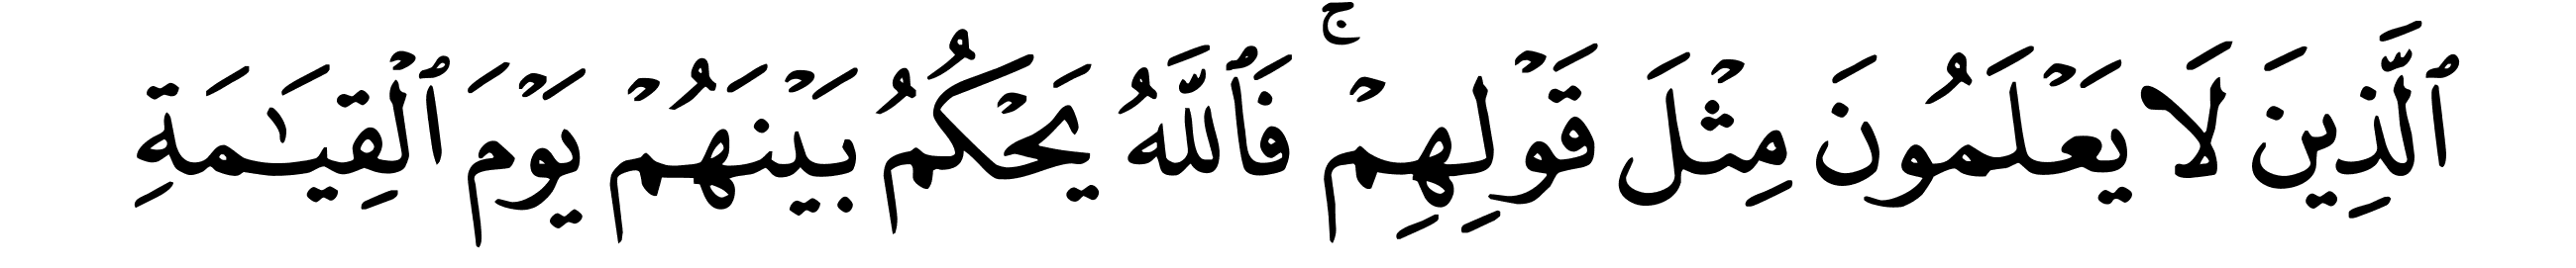 ٱلَّذِينَ لَا يَعْلَمُونَ مِثْلَ قَوْلِهِمْ ۚ فَٱللَّهُ يَحْكُمُ بَيْنَهُمْ يَوْمَ ٱلْقِيَـٰمَةِ